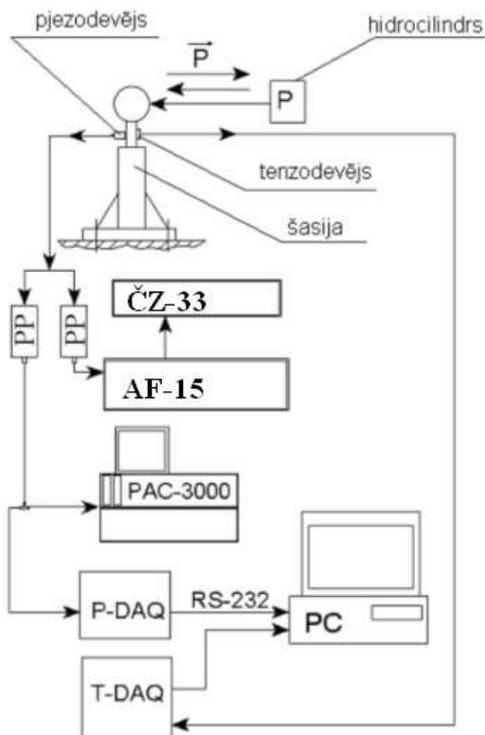 pjezodevējs
hidrocilindrs
P
P
tenzodevējs
šasija
PP
PP
ČZ-33
AF-15
PAC-3000
P-DAQ
RS-232
PC
T-DAQ